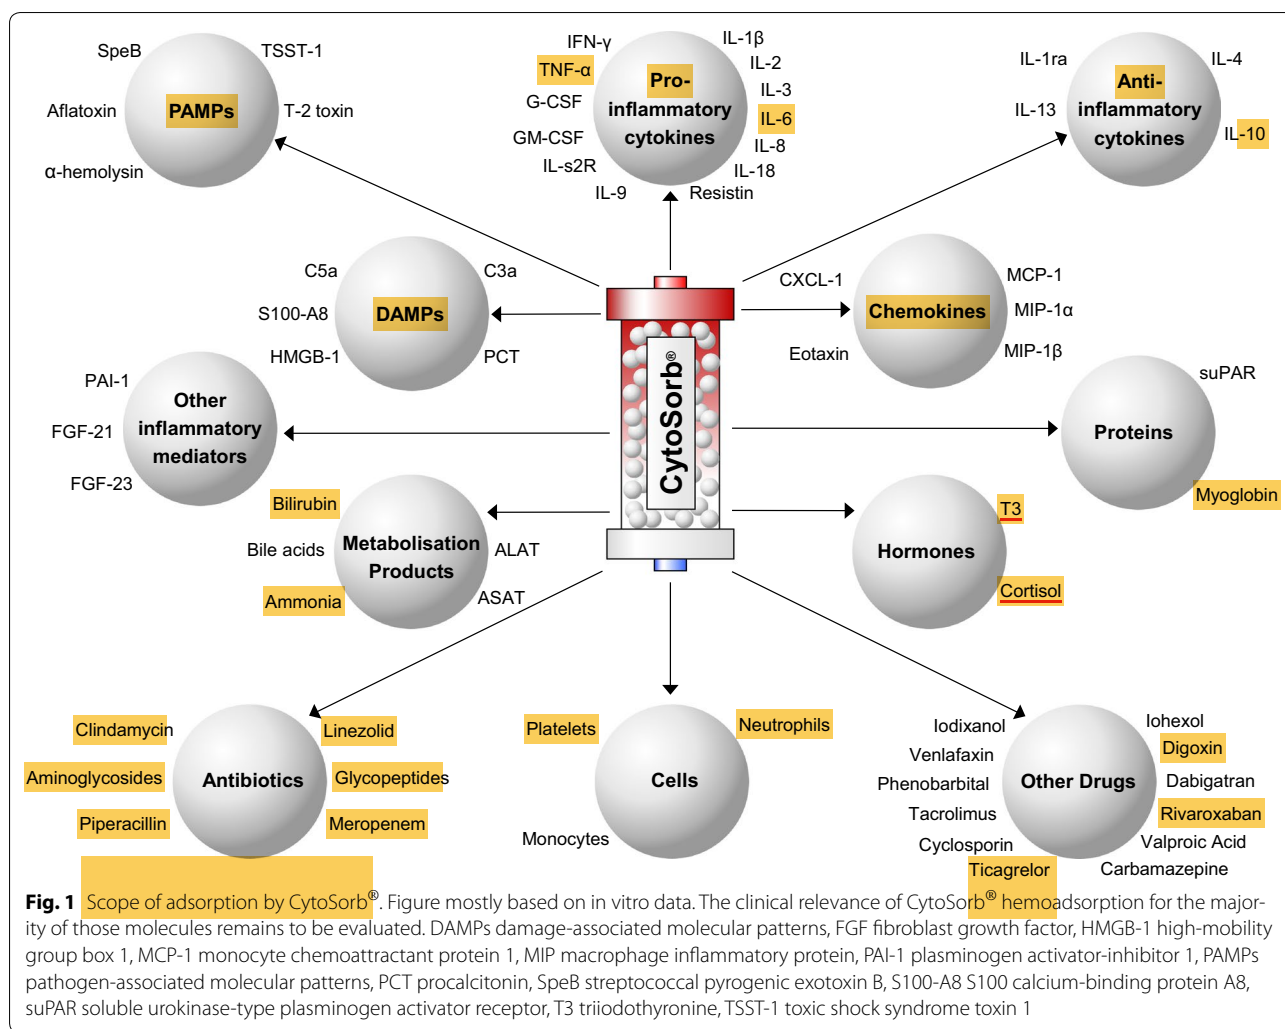 SpeB
TSST-1
Aflatoxin
PAMPs
T-2 toxin
α-hemolysin
IFN-γ
IL-1β
TNF-α
IL-2
G-CSF
Pro-
inflammatory
cytokines
IL-3
IL-6
GM-CSF
IL-8
IL-s2R
IL-18
IL-9
Resistin
IL-1ra
IL-4
IL-13
Anti-
inflammatory
cytokines
IL-10
C5a
C3a
S100-A8
DAMPs
HMGB-1
PCT
CXCL-1
MCP-1
Chemokines
MIP-1α
Eotaxin
MIP-1β
PAI-1
FGF-21
Other
inflammatory
mediators
FGF-23
CytoSorb®
suPAR
Proteins
Myoglobin
Bilirubin
Bile acids
Metabolisation
Products
ALAT
Ammonia
ASAT
T3
Hormones
Cortisol
Clindamycin
Linezolid
Aminoglycosides
Antibiotics
Glycopeptides
Piperacillin
Meropenem
Platelets
Neutrophils
Cells
Monocytes
Iodixanol
Iohexol
Venlafaxin
Digoxin
Phenobarbital
Other Drugs
Dabigatran
Tacrolimus
Rivaroxaban
Cyclosporin
Valproic Acid
Ticagrelor
Carbamazepine
Fig. 1 Scope of adsorption by CytoSorb®. Figure mostly based on in vitro data. The clinical relevance of CytoSorb® hemoadsorption for the major-
ity of those molecules remains to be evaluated. DAMPs damage-associated molecular patterns, FGF fibroblast growth factor, HMGB-1 high-mobility
group box 1, MCP-1 monocyte chemoattractant protein 1, MIP macrophage inflammatory protein, PAI-1 plasminogen activator-inhibitor 1, PAMPs
pathogen-associated molecular patterns, PCT procalcitonin, SpeB streptococcal pyrogenic exotoxin B, S100-A8 S100 calcium-binding protein A8,
suPAR soluble urokinase-type plasminogen activator receptor, T3 triiodothyronine, TSST-1 toxic shock syndrome toxin 1